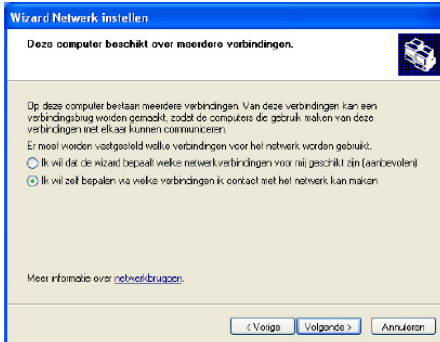 Wizard Netwerk instellen
Deze computer beschikt over meerdere verbindingen.
Op deze computer bestaan meerdere verbindingen. Van deze verbindingen kan een
verbindingsbrug worden gemaakt, zodat de computers die gebruik maken van deze
verbindingen met elkaar kunnen communiceren.
Er moet worden vastgesteld welke verbindingen voor het netwerk worden gebruikt.
Ik wil dat de wizard bepaalt welke netwerkverbindingen voor mij geschikt zijn (aanbevolen)
Ik wil zelf bepalen via welke verbindingen ik contact met het netwerk kan maken
Meer informatie over netwerkbruggen.
< Vorige Volgende > Annuleren